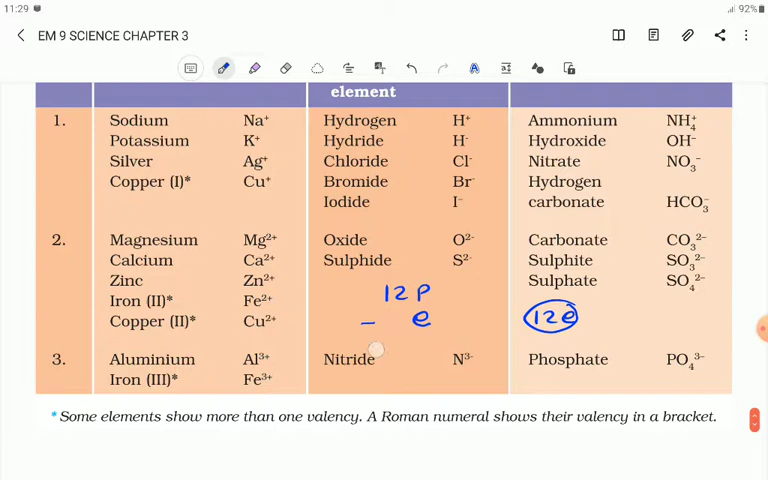 11:29 92%
EM 9 SCIENCE CHAPTER 3
element
1. Sodium Na⁺ Hydrogen H⁺ Ammonium NH₄⁺
Potassium K⁺ Hydride H⁻ Hydroxide OH⁻
Silver Ag⁺ Chloride Cl⁻ Nitrate NO₃⁻
Copper (I)* Cu⁺ Bromide Br⁻ Hydrogen
Iodide I⁻ carbonate HCO₃⁻
2. Magnesium Mg²⁺ Oxide O²⁻ Carbonate CO₃²⁻
Calcium Ca²⁺ Sulphide S²⁻ Sulphite SO₃²⁻
Zinc Zn²⁺ Sulphate SO₄²⁻
Iron (II)* Fe²⁺ 12 p
Copper (II)* Cu²⁺ – e 12 e
3. Aluminium Al³⁺ Nitride N³⁻ Phosphate PO₄³⁻
Iron (III)* Fe³⁺
* Some elements show more than one valency. A Roman numeral shows their valency in a bracket.